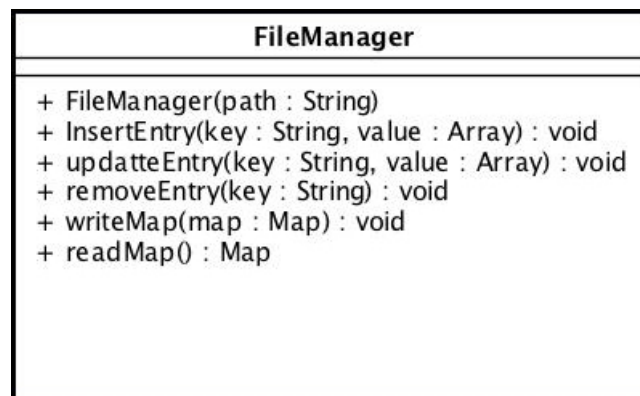 FileManager
+ FileManager(path : String)
+ InsertEntry(key : String, value : Array) : void
+ updatteEntry(key : String, value : Array) : void
+ removeEntry(key : String) : void
+ writeMap(map : Map) : void
+ readMap() : Map